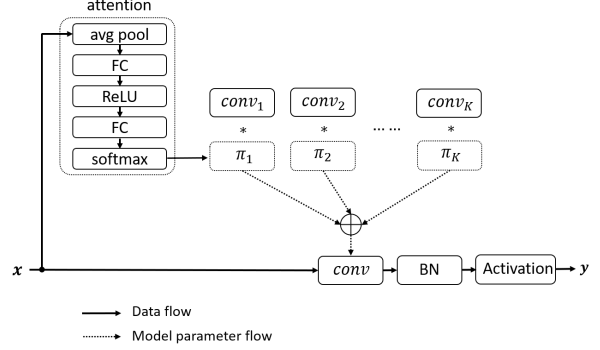 attention
avg pool
FC
ReLU
FC
softmax
conv₁ conv₂ conv_K
* * ... ... *
π₁ π₂ π_K
x conv BN Activation y
Data flow
Model parameter flow